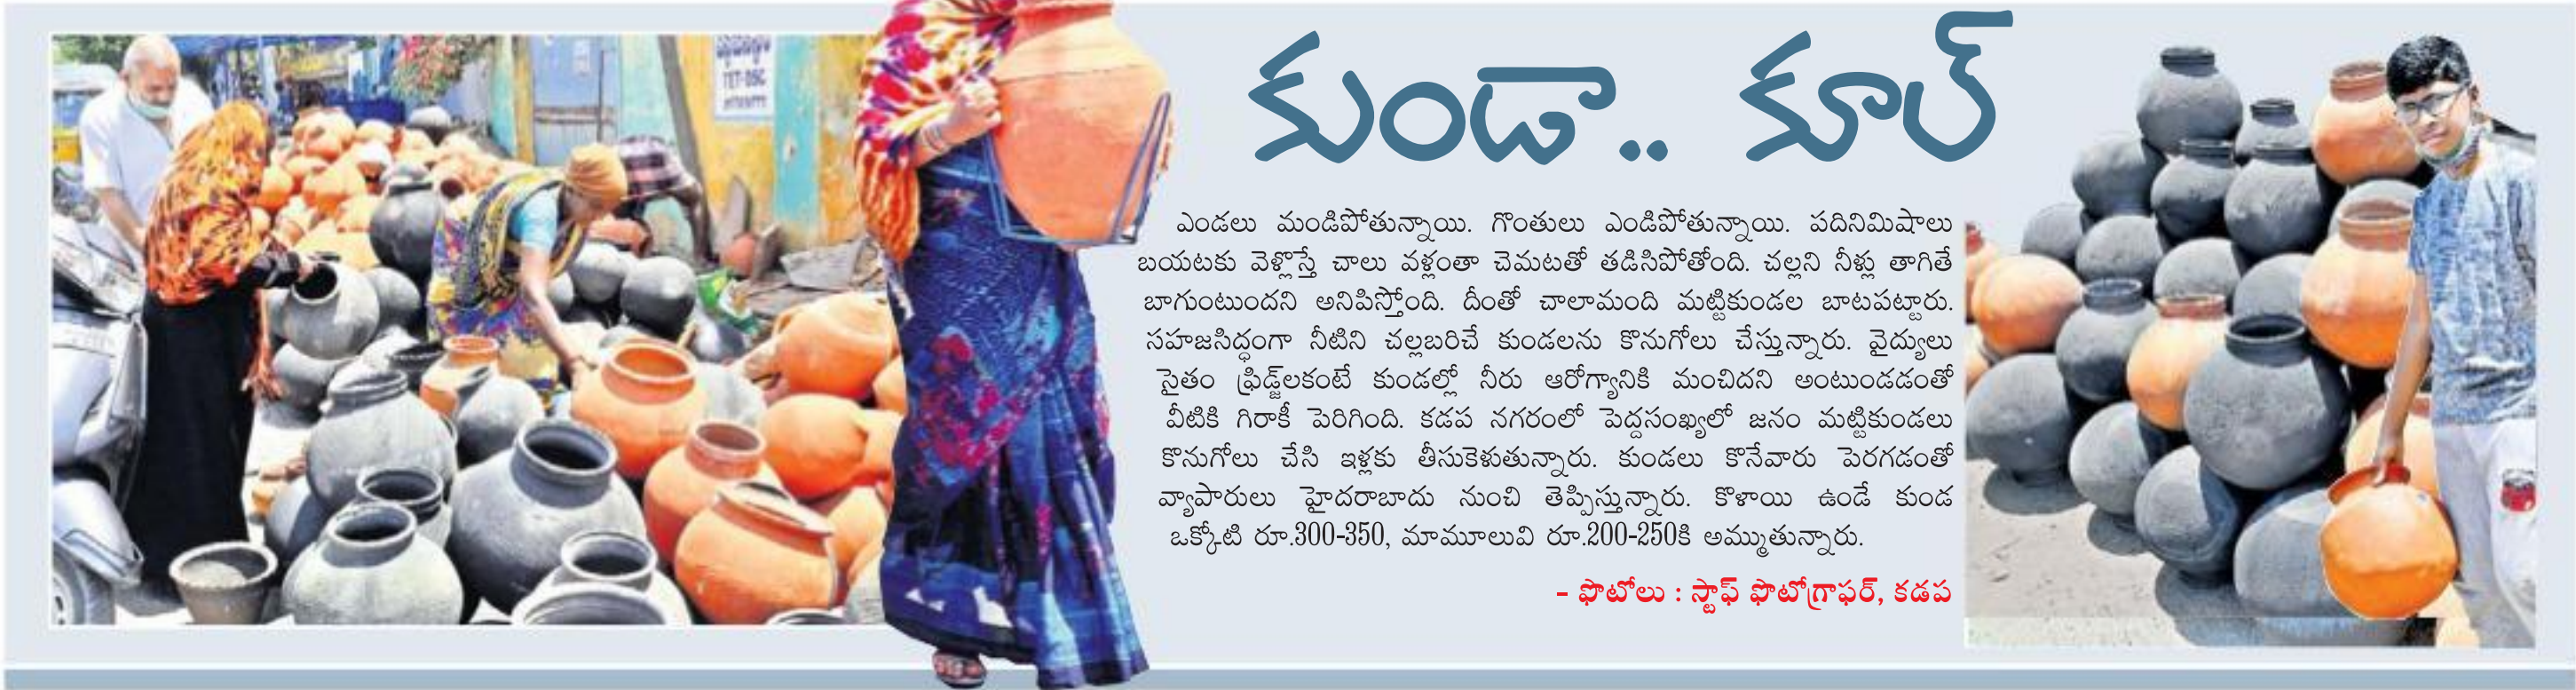 TET-DSC
కుండా.. కూల్
ఎండలు మండిపోతున్నాయి. గొంతులు ఎండిపోతున్నాయి. పదినిమిషాలు
బయటకు వెళ్లొస్తే చాలు వళ్లంతా చెమటతో తడిసిపోతోంది. చల్లని నీళ్లు తాగితే
బాగుంటుందని అనిపిస్తోంది. దీంతో చాలామంది మట్టికుండల బాటపట్టారు.
సహజసిద్ధంగా నీటిని చల్లబరిచే కుండలను కొనుగోలు చేస్తున్నారు. వైద్యులు
సైతం ఫ్రిడ్జ్‌లకంటే కుండల్లో నీరు ఆరోగ్యానికి మంచిదని అంటుండడంతో
వీటికి గిరాకీ పెరిగింది. కడప నగరంలో పెద్దసంఖ్యలో జనం మట్టికుండలు
కొనుగోలు చేసి ఇళ్లకు తీసుకెళుతున్నారు. కుండలు కొనేవారు పెరగడంతో
వ్యాపారులు హైదరాబాదు నుంచి తెప్పిస్తున్నారు. కొళాయి ఉండే కుండ
ఒక్కోటి రూ.300-350, మామూలువి రూ.200-250కి అమ్ముతున్నారు.
- ఫొటోలు : స్టాఫ్ ఫొటోగ్రాఫర్, కడప